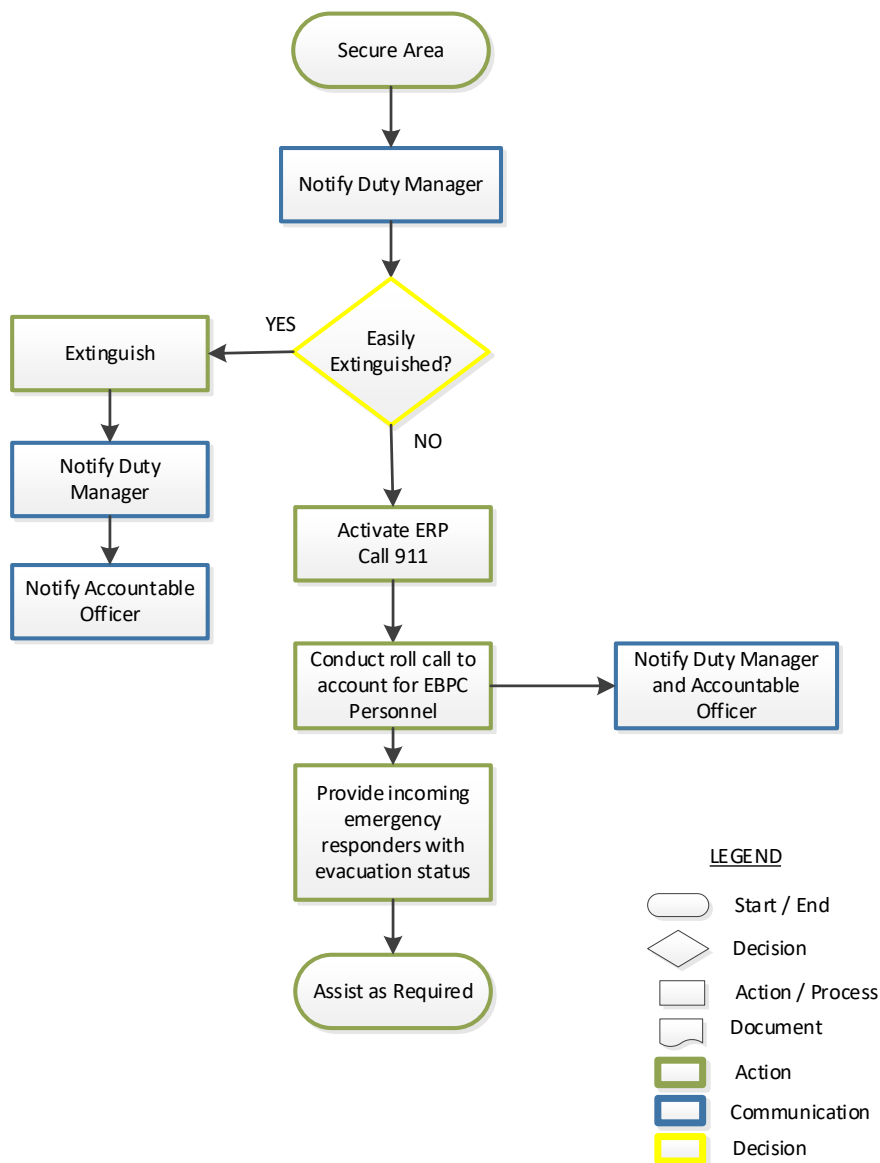 Secure Area
Notify Duty Manager
Easily
Extinguished?
YES
Extinguish
Notify Duty
Manager
Notify Accountable
Officer
NO
Activate ERP
Call 911
Conduct roll call to
account for EBPC
Personnel
Notify Duty Manager
and Accountable
Officer
Provide incoming
emergency
responders with
evacuation status
Assist as Required
LEGEND
Start / End
Decision
Action / Process
Document
Action
Communication
Decision